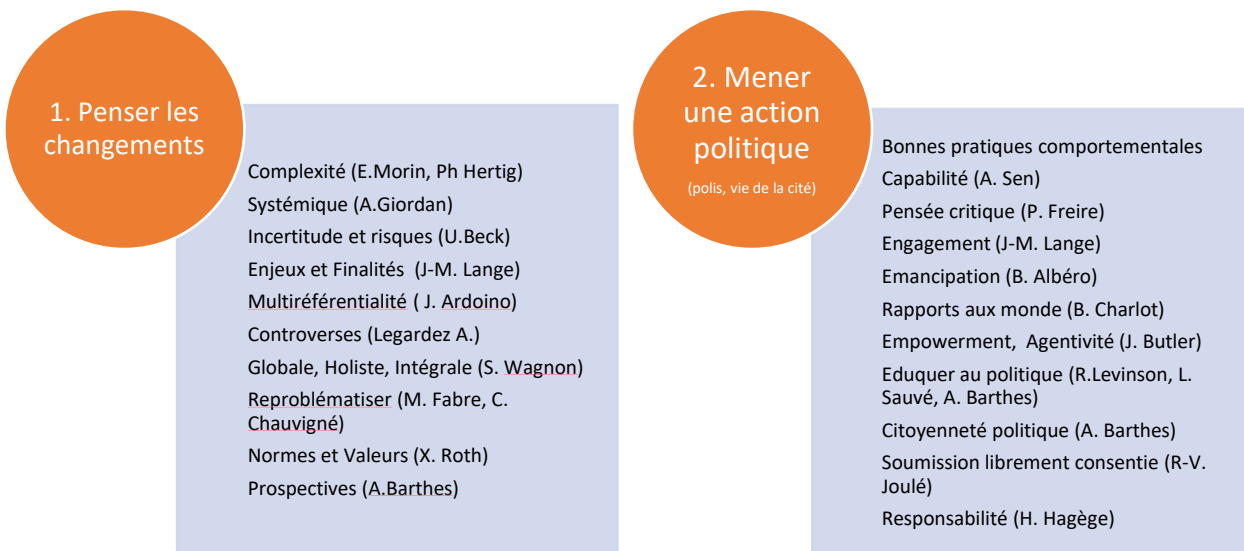 1. Penser les
changements
Complexité (E.Morin, Ph Hertig)
Systémique (A.Giordan)
Incertitude et risques (U.Beck)
Enjeux et Finalités  (J-M. Lange)
Multiréférentialité ( J. Ardoino)
Controverses (Legardez A.)
Globale, Holiste, Intégrale (S. Wagnon)
Reproblématiser (M. Fabre, C.
Chauvigné)
Normes et Valeurs (X. Roth)
Prospectives (A.Barthes)
2. Mener
une action
politique
(polis, vie de la cité)
Bonnes pratiques comportementales
Capabilité (A. Sen)
Pensée critique (P. Freire)
Engagement (J-M. Lange)
Emancipation (B. Albéro)
Rapports aux monde (B. Charlot)
Empowerment,  Agentivité (J. Butler)
Eduquer au politique (R.Levinson, L.
Sauvé, A. Barthes)
Citoyenneté politique (A. Barthes)
Soumission librement consentie (R-V.
Joulé)
Responsabilité (H. Hagège)